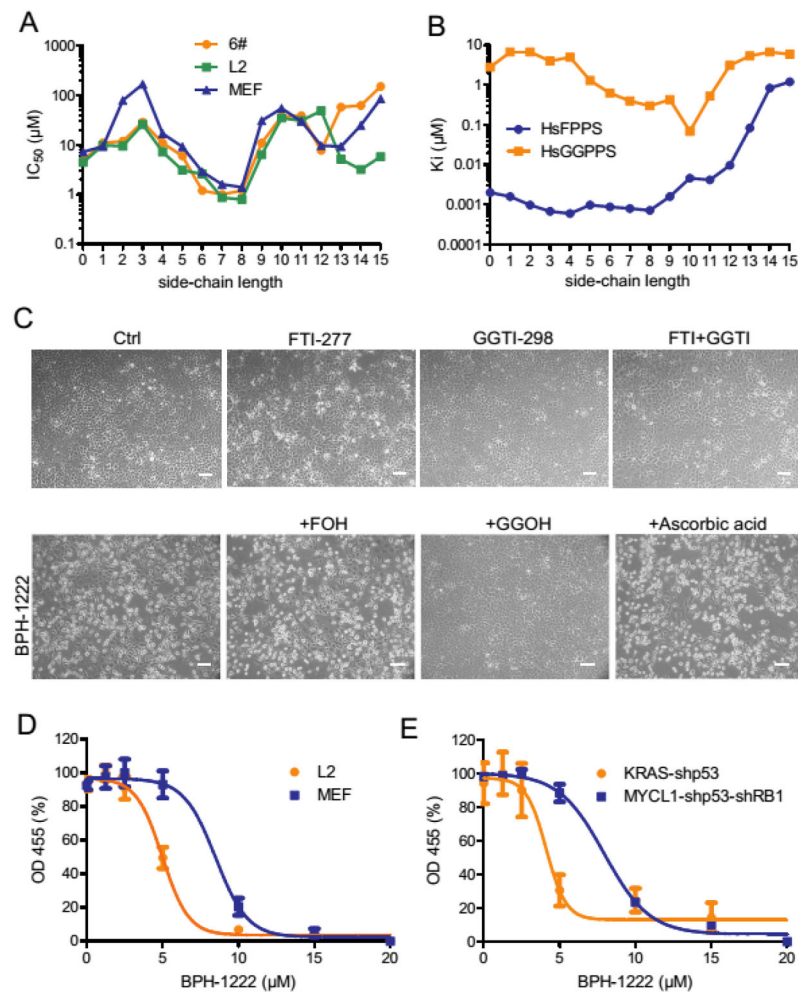 A
6#
L2
MEF
IC50 (µM)
1000
100
10
1
0.1
0 1 2 3 4 5 6 7 8 9 10 11 12 13 14 15
side-chain length
B
Ki (µM)
10
1
0.1
0.01
0.001
0.0001
HsFPPS
HsGGPPS
0 1 2 3 4 5 6 7 8 9 10 11 12 13 14 15
side-chain length
C
Ctrl FTI-277 GGTI-298 FTI+GGTI
+FOH +GGOH +Ascorbic acid
BPH-1222
D
L2
MEF
OD 455 (%)
120
100
80
60
40
20
0
0 5 10 15 20
BPH-1222 (µM)
E
KRAS-shp53
MYCL1-shp53-shRB1
OD 455 (%)
120
100
80
60
40
20
0
0 5 10 15 20
BPH-1222 (µM)